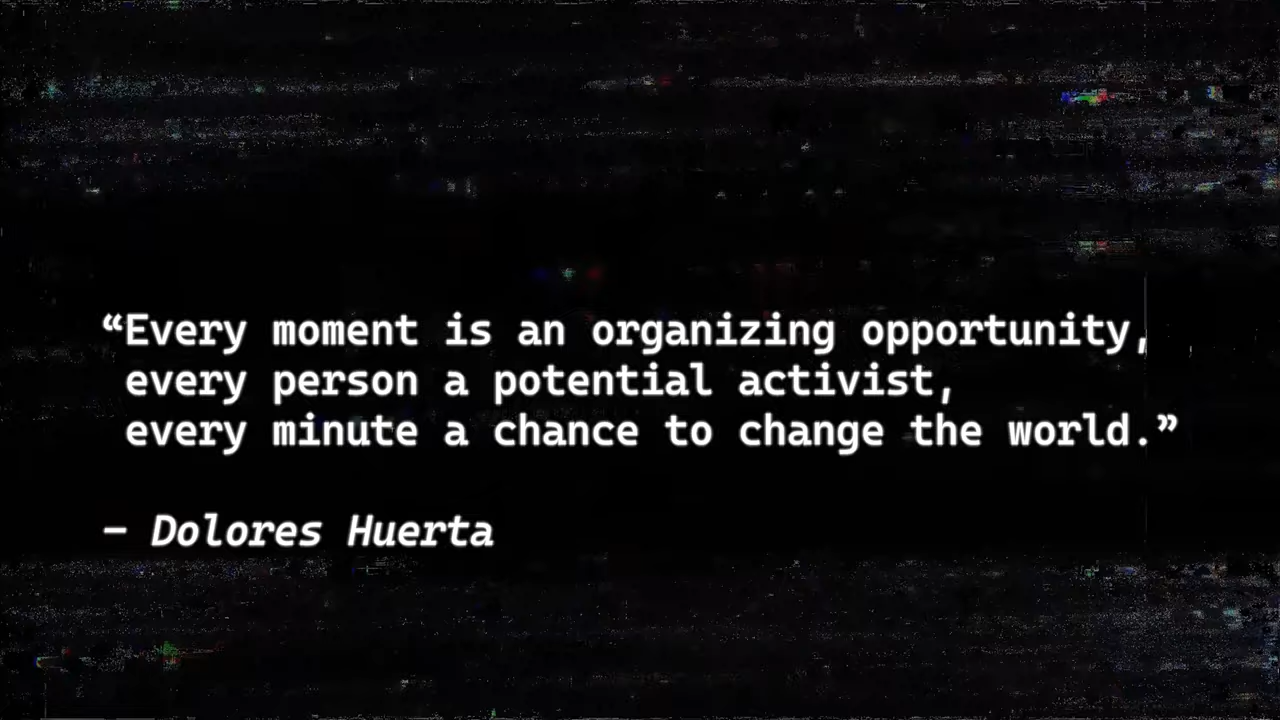 “Every moment is an organizing opportunity,
every person a potential activist,
every minute a chance to change the world.”
– Dolores Huerta